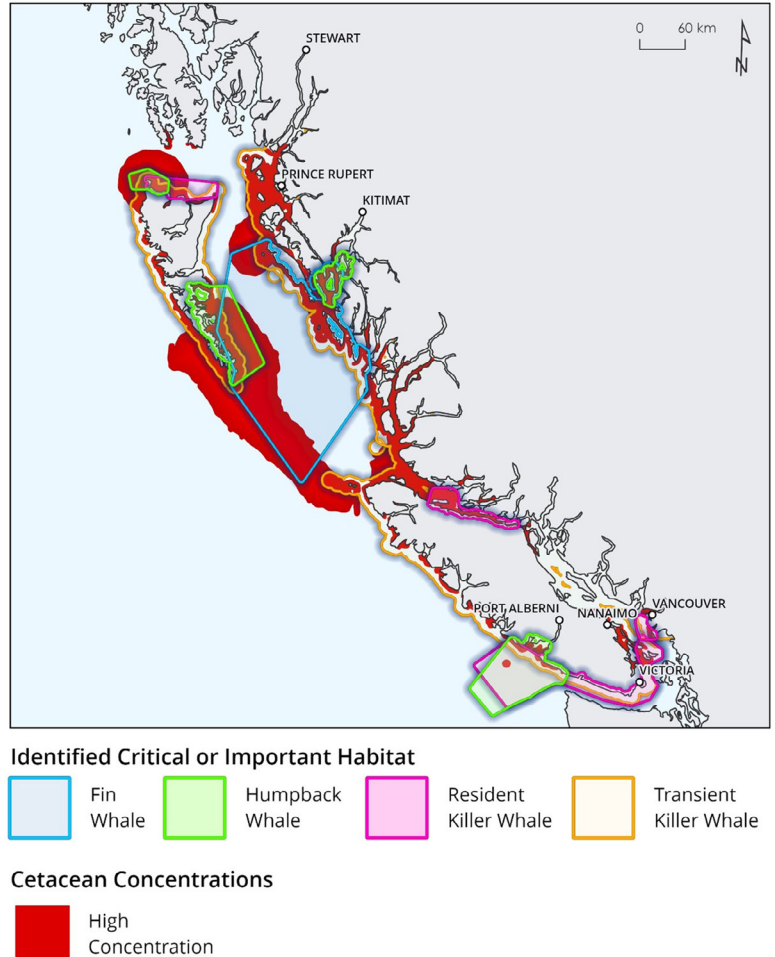 STEWART
0 60 km
N
PRINCE RUPERT
KITIMAT
PORT ALBERNI
NANAIMO
VANCOUVER
VICTORIA
Identified Critical or Important Habitat
Fin
Whale
Humpback
Whale
Resident
Killer Whale
Transient
Killer Whale
Cetacean Concentrations
High
Concentration